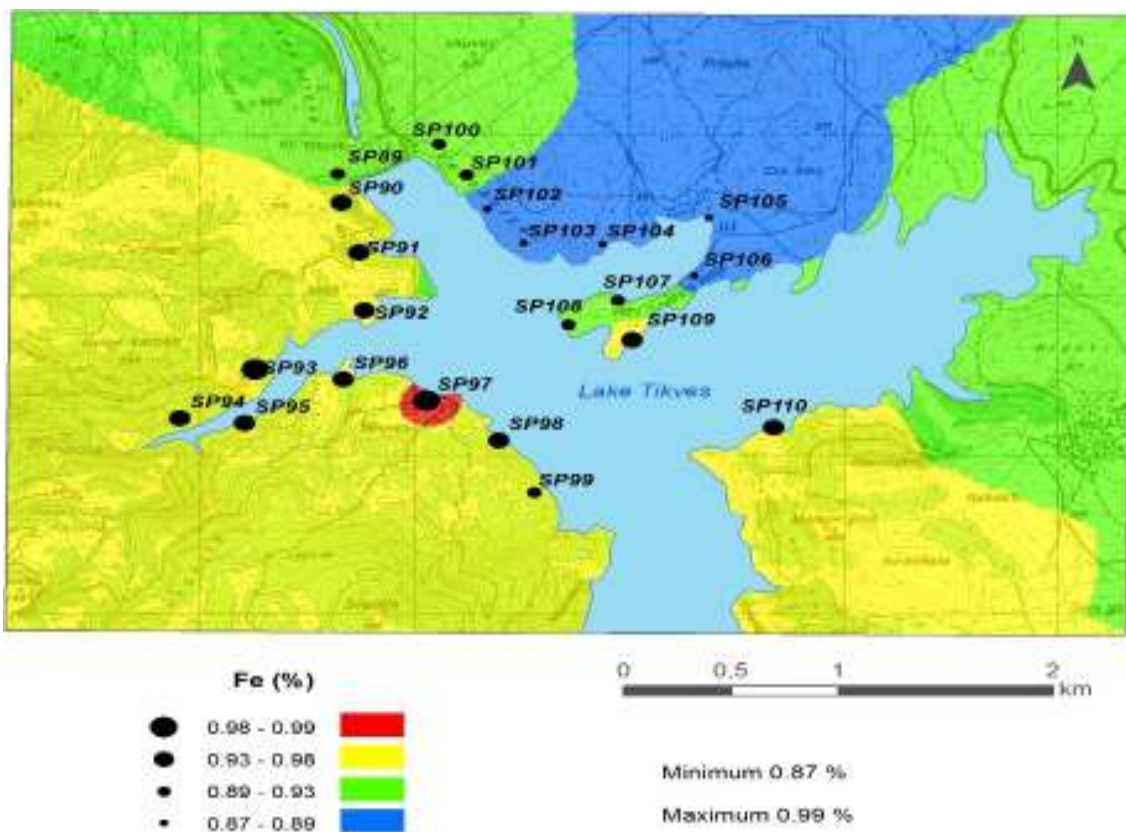 N
SP100
SP89
SP101
SP90
SP102
SP105
SP103
SP104
SP91
SP106
SP107
SP92
SP108
SP109
SP93
SP96
SP97
Lake Tikves
SP94
SP95
SP98
SP110
SP99
Fe (%)
0.98 - 0.99
0.93 - 0.98
0.89 - 0.93
0.87 - 0.89
0 0.5 1 2
km
Minimum 0.87 %
Maximum 0.99 %